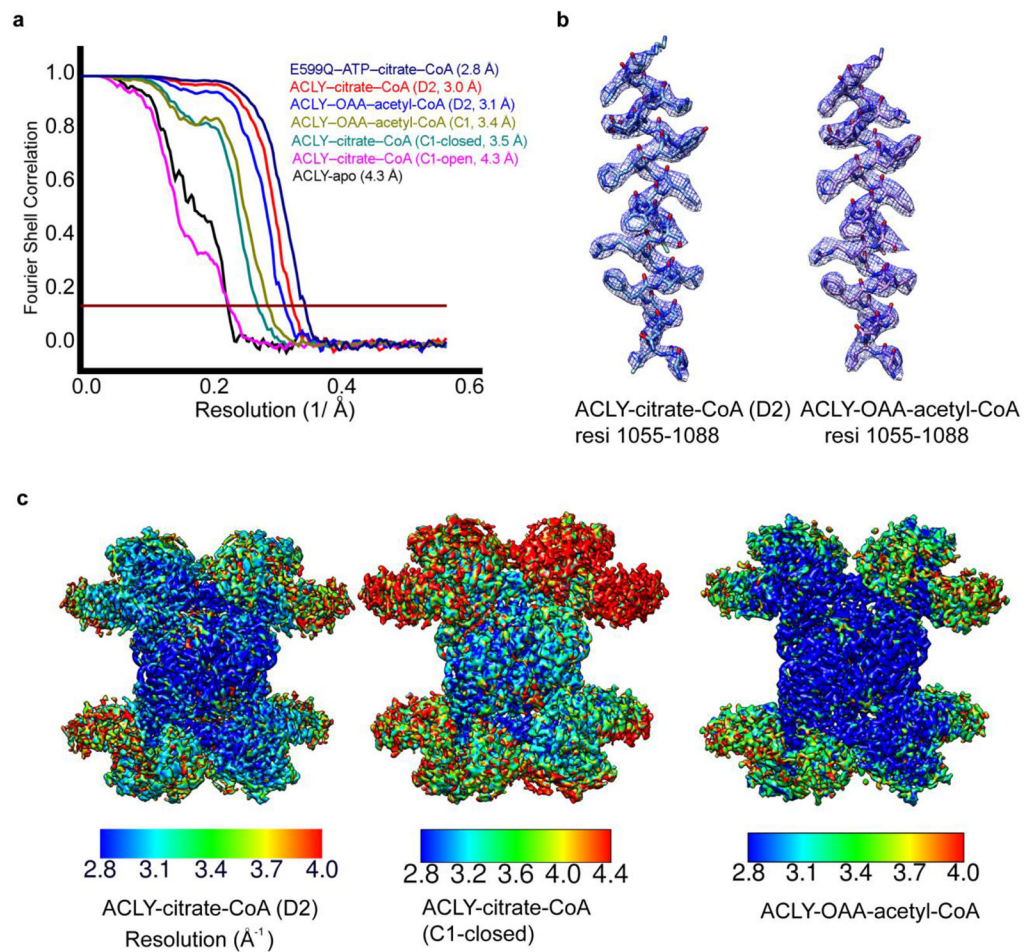 a
1.0
0.8
0.6
0.4
0.2
0.0
Fourier Shell Correlation
E599Q–ATP–citrate–CoA (2.8 Å)
ACLY–citrate–CoA (D2, 3.0 Å)
ACLY–OAA–acetyl-CoA (D2, 3.1 Å)
ACLY–OAA–acetyl-CoA (C1, 3.4 Å)
ACLY–citrate–CoA (C1-closed, 3.5 Å)
ACLY–citrate–CoA (C1-open, 4.3 Å)
ACLY-apo (4.3 Å)
0.0 0.2 0.4 0.6
Resolution (1/ Å)
b
ACLY-citrate-CoA (D2)
resi 1055-1088
ACLY-OAA-acetyl-CoA
resi 1055-1088
c
2.8 3.1 3.4 3.7 4.0
ACLY-citrate-CoA (D2)
Resolution (Å⁻¹)
2.8 3.2 3.6 4.0 4.4
ACLY-citrate-CoA
(C1-closed)
2.8 3.1 3.4 3.7 4.0
ACLY-OAA-acetyl-CoA